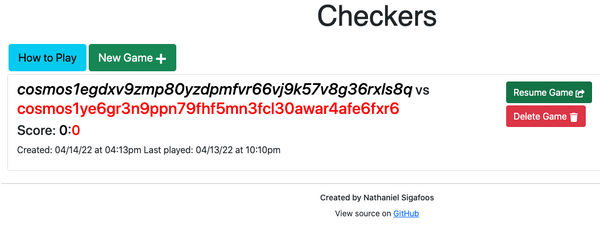 Checkers
How to Play
New Game +
cosmos1egdxv9zmp80yzdpmfvr66vj9k57v8g36rxls8q vs
cosmos1ye6gr3n9ppn79fhf5mn3fcl30awar4afe6fxr6
Score: 0:0
Created: 04/14/22 at 04:13pm Last played: 04/13/22 at 10:10pm
Resume Game
Delete Game
Created by Nathaniel Sigafoos
View source on GitHub